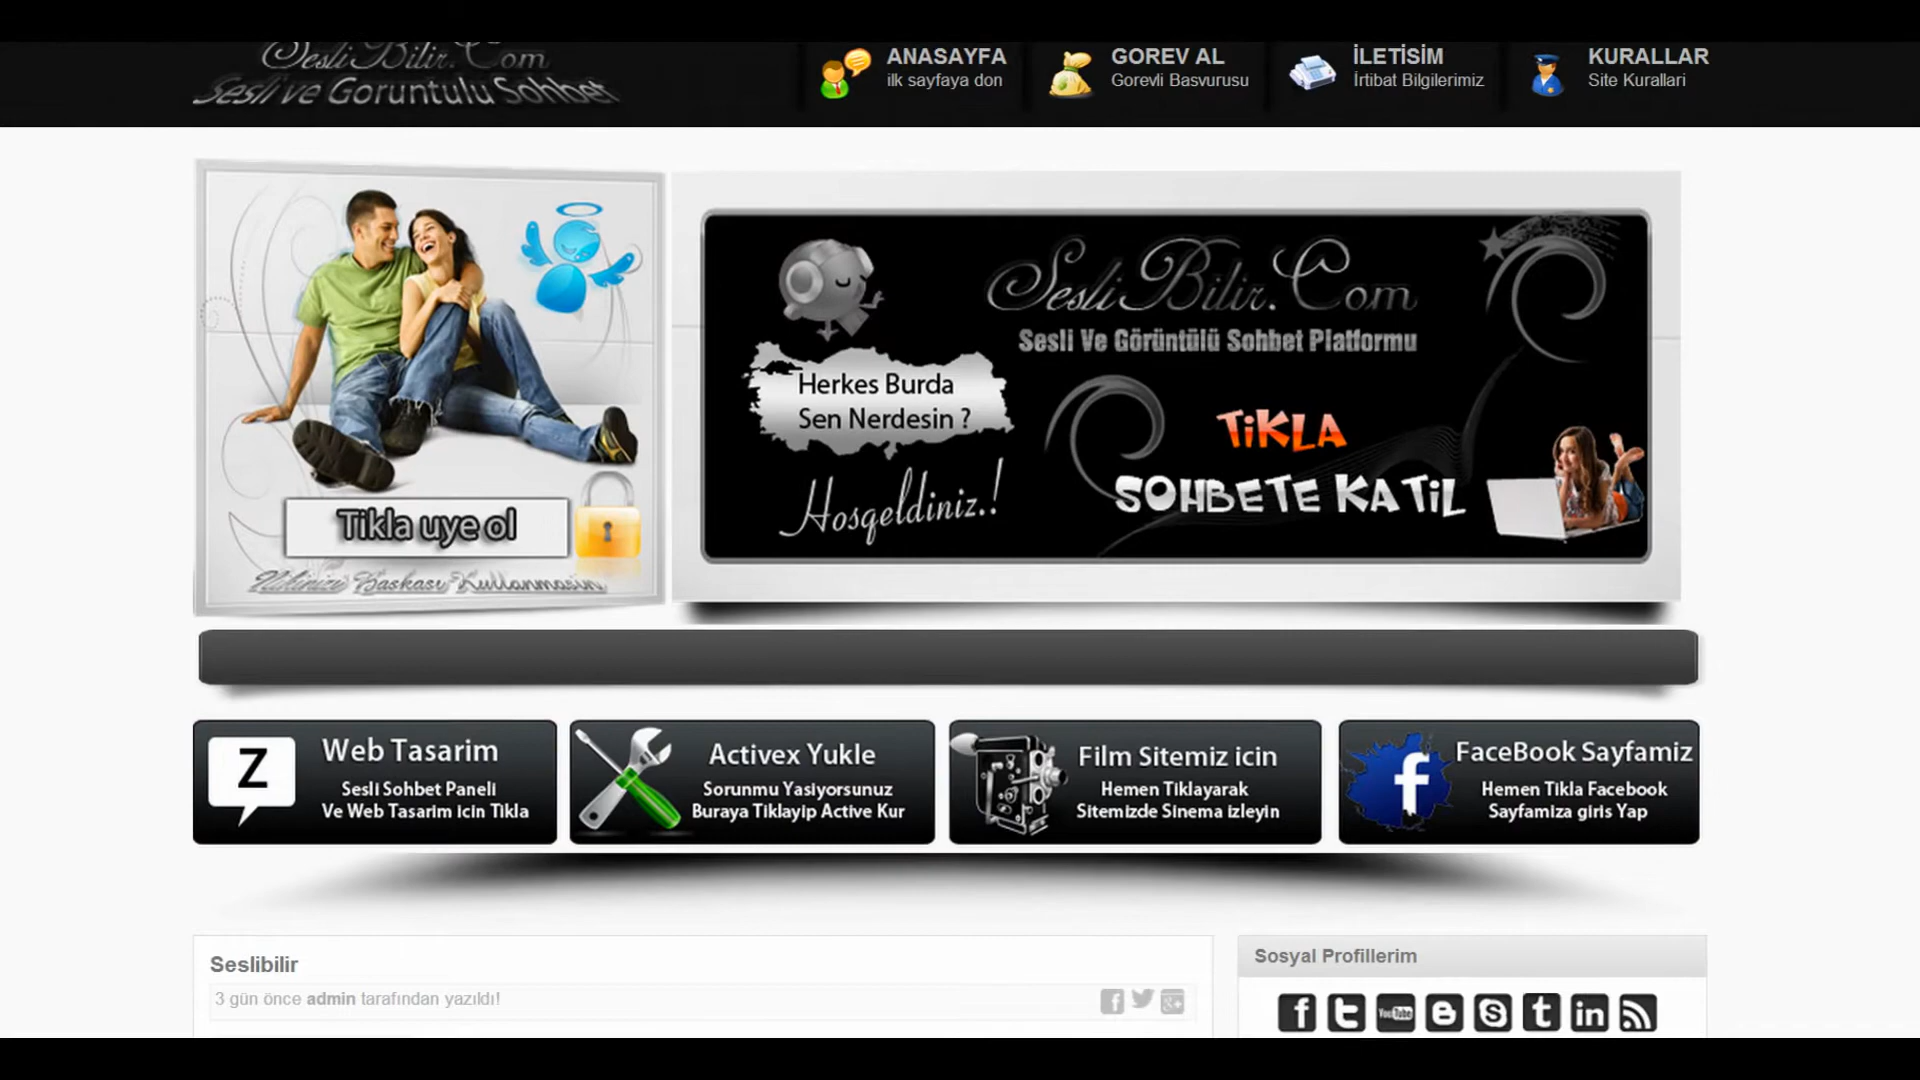 SesliBilir.Com
Sesli ve Goruntulu Sohbet
ANASAYFA
ilk sayfaya don
GOREV AL
Gorevli Basvurusu
İLETİSİM
İrtibat Bilgilerimiz
KURALLAR
Site Kurallari
Tikla uye ol
Baskasi Kullanmasin
SesliBilir.Com
Sesli Ve Görüntülü Sohbet Platformu
Herkes Burda
Sen Nerdesin ?
Hosgeldiniz..!
TiKLA
SOHBETE KATiL
Z
Web Tasarim
Sesli Sohbet Paneli
Ve Web Tasarim icin Tikla
Activex Yukle
Sorunmu Yasiyorsunuz
Buraya Tiklayip Active Kur
Film Sitemiz icin
Hemen Tiklayarak
Sitemizde Sinema izleyin
f
FaceBook Sayfamiz
Hemen Tikla Facebook
Sayfamiza giris Yap
Seslibilir
3 gün önce admin tarafından yazıldı!
Sosyal Profillerim
You Tube